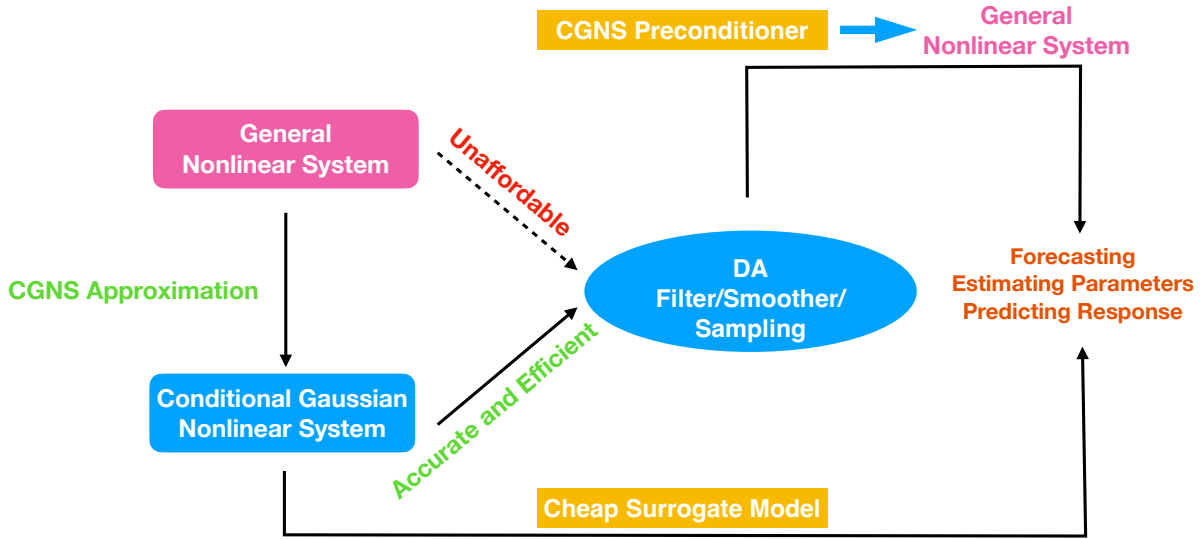 CGNS Preconditioner
General
Nonlinear System
General
Nonlinear System
Unaffordable
CGNS Approximation
DA
Filter/Smoother/
Sampling
Forecasting
Estimating Parameters
Predicting Response
Conditional Gaussian
Nonlinear System
Accurate and Efficient
Cheap Surrogate Model